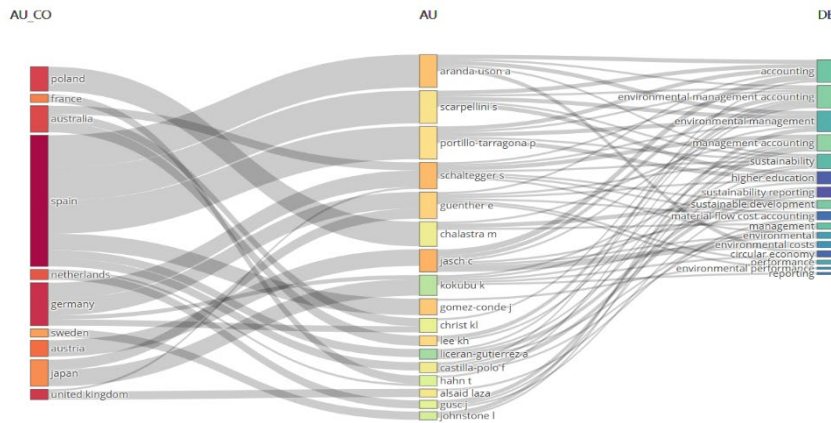 AU_CO
AU
DE
poland
france
australia
spain
netherlands
germany
sweden
austria
japan
united kingdom
aranda-uson a
scarpellini s
portillo-tarragona p
schaltegger s
guenther e
chalastra m
jasch c
kokubu k
gomez-conde j
christ kl
lee kh
liceran-gutierrez a
castilla-polo f
hahn t
alsaid laza
gusc j
johnstone l
accounting
environmental management accounting
environmental management
management accounting
sustainability
higher education
sustainability reporting
sustainable development
material flow cost accounting
management
environmental
environmental costs
circular economy
performance
environmental performance
reporting